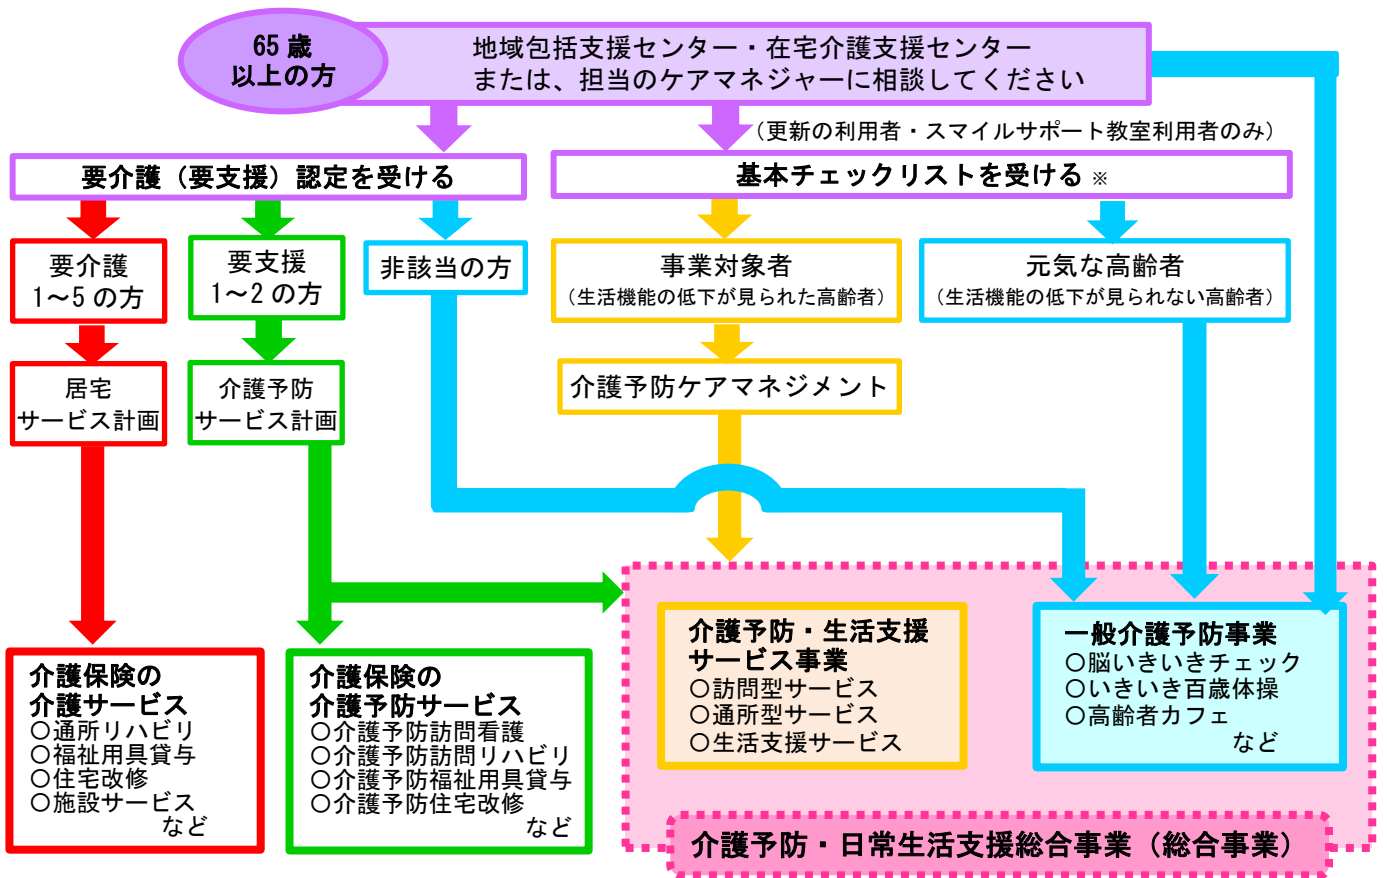 65 歳
以上の方
地域包括支援センター・在宅介護支援センター
または、担当のケアマネジャーに相談してください
(更新の利用者・スマイルサポート教室利用者のみ)
要介護(要支援)認定を受ける
基本チェックリストを受ける ※
要介護
1~5 の方
要支援
1~2 の方
非該当の方
事業対象者
(生活機能の低下が見られた高齢者)
元気な高齢者
(生活機能の低下が見られない高齢者)
居宅
サービス計画
介護予防
サービス計画
介護予防ケアマネジメント
介護保険の
介護サービス
○通所リハビリ
○福祉用具貸与
○住宅改修
○施設サービス
など
介護保険の
介護予防サービス
○介護予防訪問看護
○介護予防訪問リハビリ
○介護予防福祉用具貸与
○介護予防住宅改修
など
介護予防・生活支援
サービス事業
○訪問型サービス
○通所型サービス
○生活支援サービス
一般介護予防事業
○脳いきいきチェック
○いきいき百歳体操
○高齢者カフェ
など
介護予防・日常生活支援総合事業(総合事業)